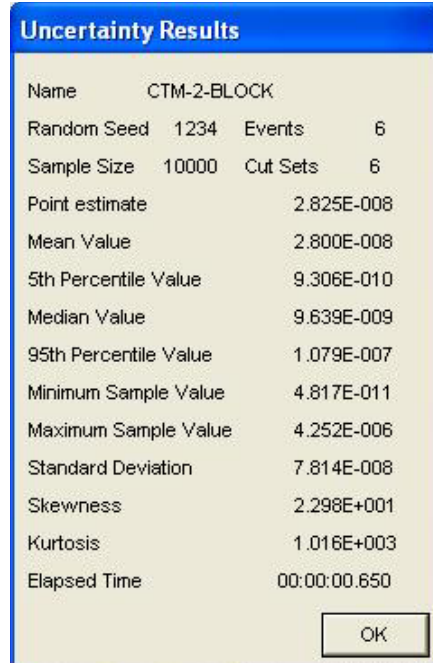 Uncertainty Results
Name CTM-2-BLOCK
Random Seed 1234 Events 6
Sample Size 10000 Cut Sets 6
Point estimate 2.825E-008
Mean Value 2.800E-008
5th Percentile Value 9.306E-010
Median Value 9.639E-009
95th Percentile Value 1.079E-007
Minimum Sample Value 4.817E-011
Maximum Sample Value 4.252E-006
Standard Deviation 7.814E-008
Skewness 2.298E+001
Kurtosis 1.016E+003
Elapsed Time 00:00:00.650
OK